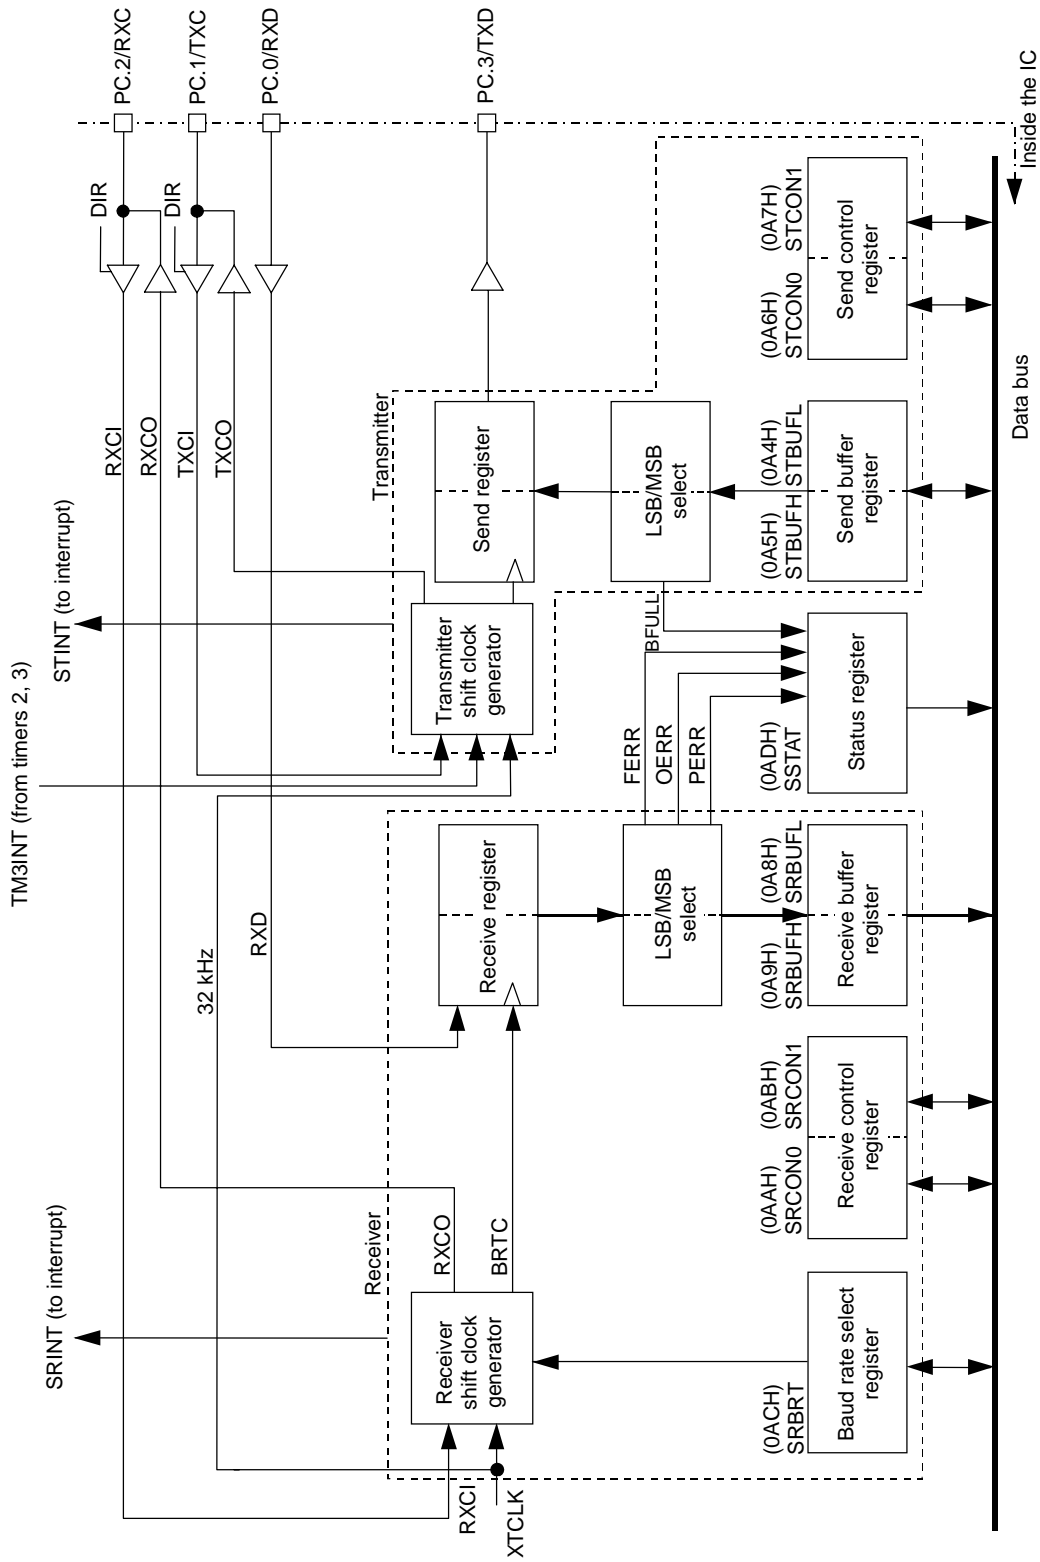 TM3INT (from timers 2, 3)
SRINT (to interrupt)
STINT (to interrupt)
RXCI
RXCO
TXCI
TXCO
DIR
DIR
PC.2/RXC
PC.1/TXC
PC.0/RXD
PC.3/TXD
32 kHz
RXD
Receiver
Transmitter
RXCI
XTCLK
Receiver
shift clock
generator
RXCO
BRTC
Receive register
Transmitter
shift clock
generator
Send register
LSB/MSB
select
FERR
OERR
PERR
BFULL
LSB/MSB
select
(0ACH)
SRBRT
Baud rate select
register
(0AAH)
SRCON0
(0ABH)
SRCON1
Receive control
register
(0A9H)
SRBUFH
(0A8H)
SRBUFL
Receive buffer
register
(0ADH)
SSTAT
Status register
(0A5H)
STBUFH
(0A4H)
STBUFL
Send buffer
register
(0A6H)
STCON0
(0A7H)
STCON1
Send control
register
Data bus
Inside the IC